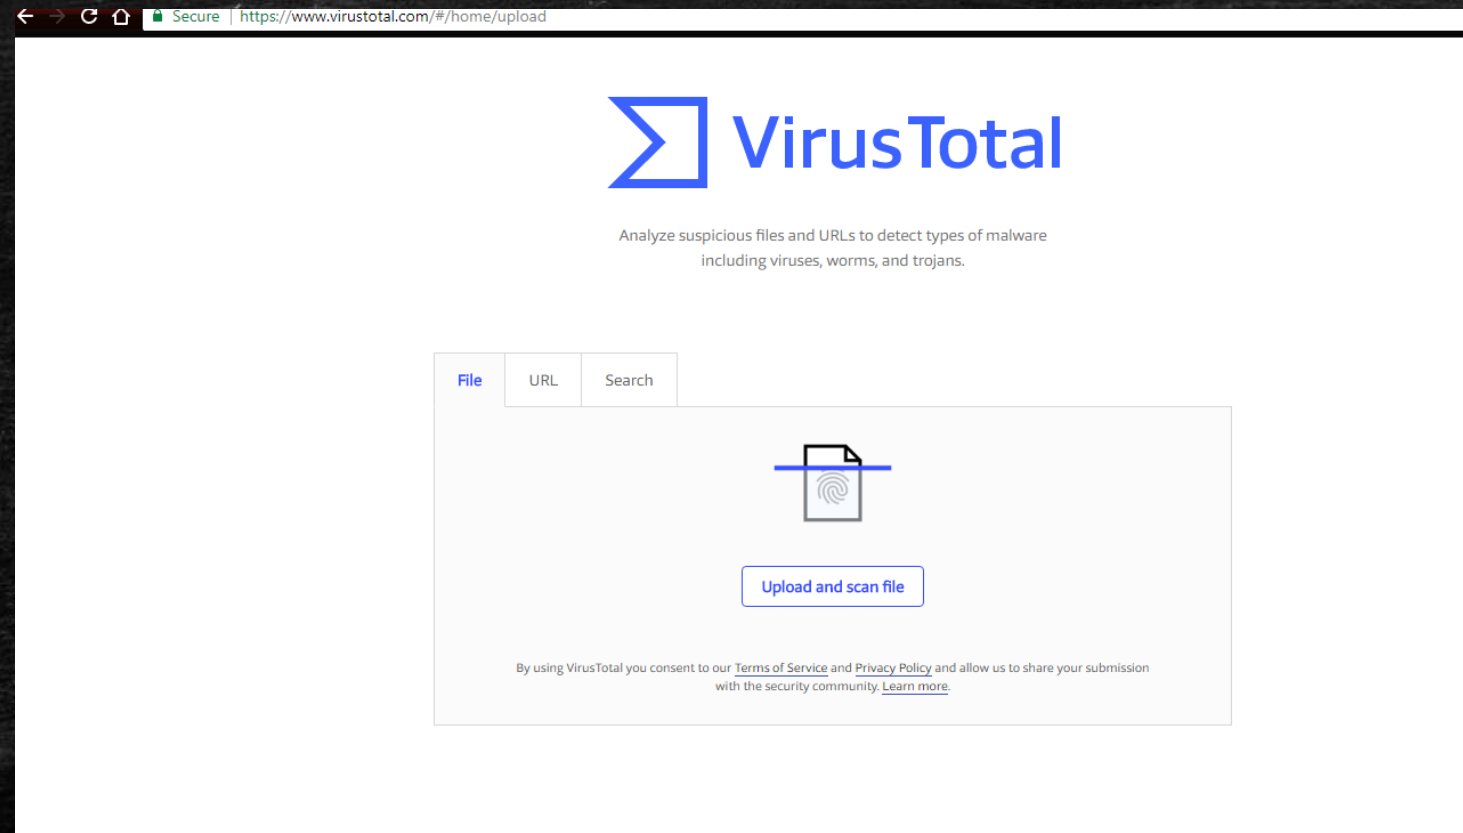 Secure | https://www.virustotal.com/#/home/upload
VirusTotal
Analyze suspicious files and URLs to detect types of malware
including viruses, worms, and trojans.
File URL Search
Upload and scan file
By using VirusTotal you consent to our Terms of Service and Privacy Policy and allow us to share your submission
with the security community. Learn more.